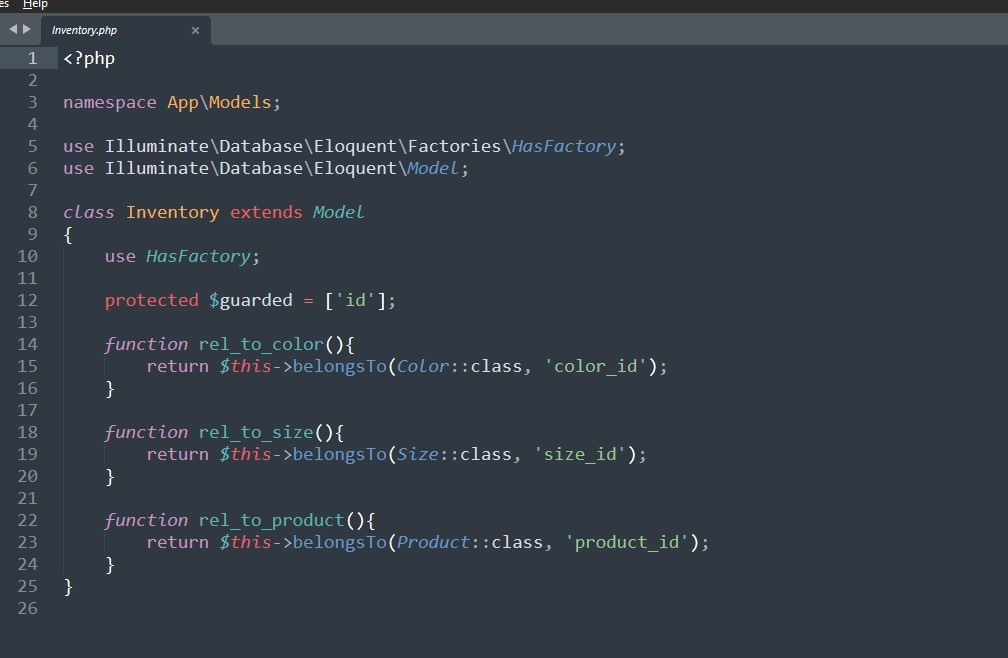 es Help
Inventory.php ×
1 <?php
2
3 namespace App\Models;
4
5 use Illuminate\Database\Eloquent\Factories\HasFactory;
6 use Illuminate\Database\Eloquent\Model;
7
8 class Inventory extends Model
9 {
10     use HasFactory;
11
12     protected $guarded = ['id'];
13
14     function rel_to_color(){
15         return $this->belongsTo(Color::class, 'color_id');
16     }
17
18     function rel_to_size(){
19         return $this->belongsTo(Size::class, 'size_id');
20     }
21
22     function rel_to_product(){
23         return $this->belongsTo(Product::class, 'product_id');
24     }
25 }
26